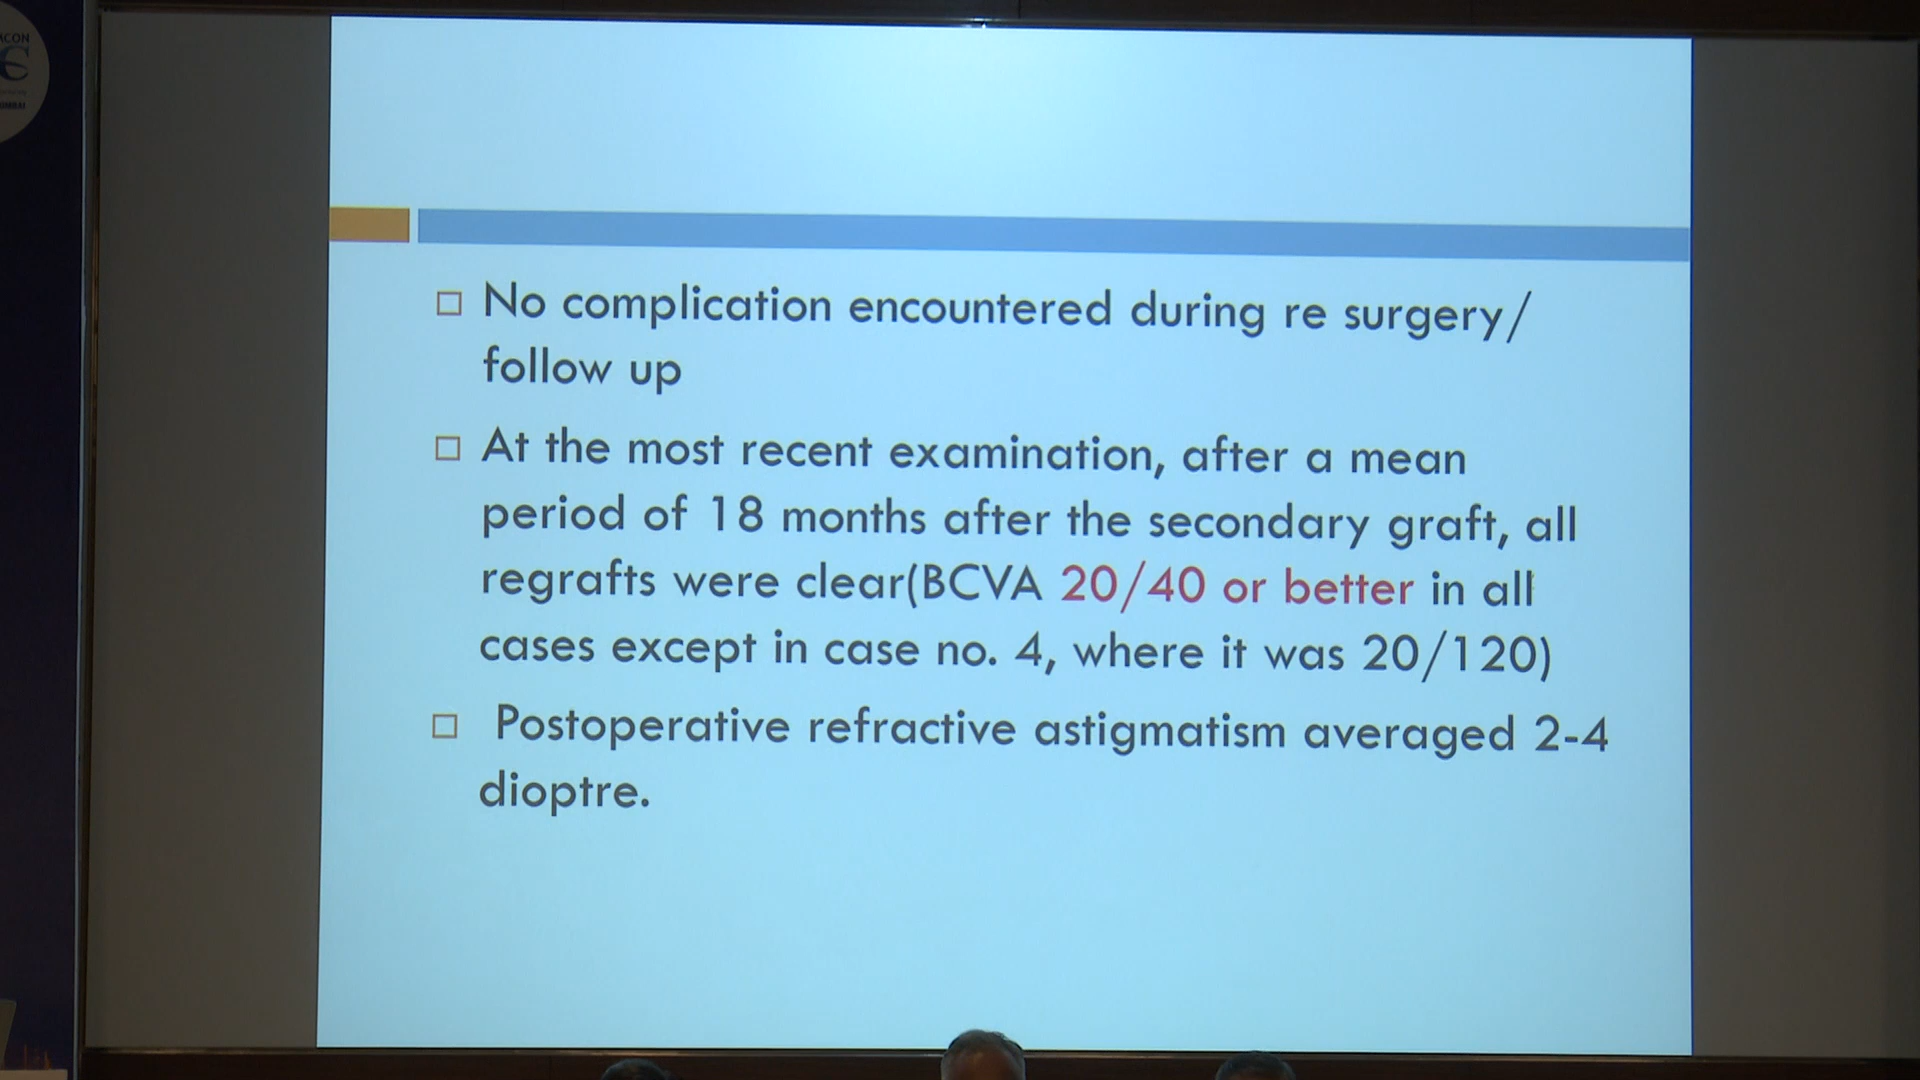 No complication encountered during re surgery/
follow up
At the most recent examination, after a mean
period of 18 months after the secondary graft, all
regrafts were clear(BCVA 20/40 or better in all
cases except in case no. 4, where it was 20/120)
Postoperative refractive astigmatism averaged 2-4
dioptre.